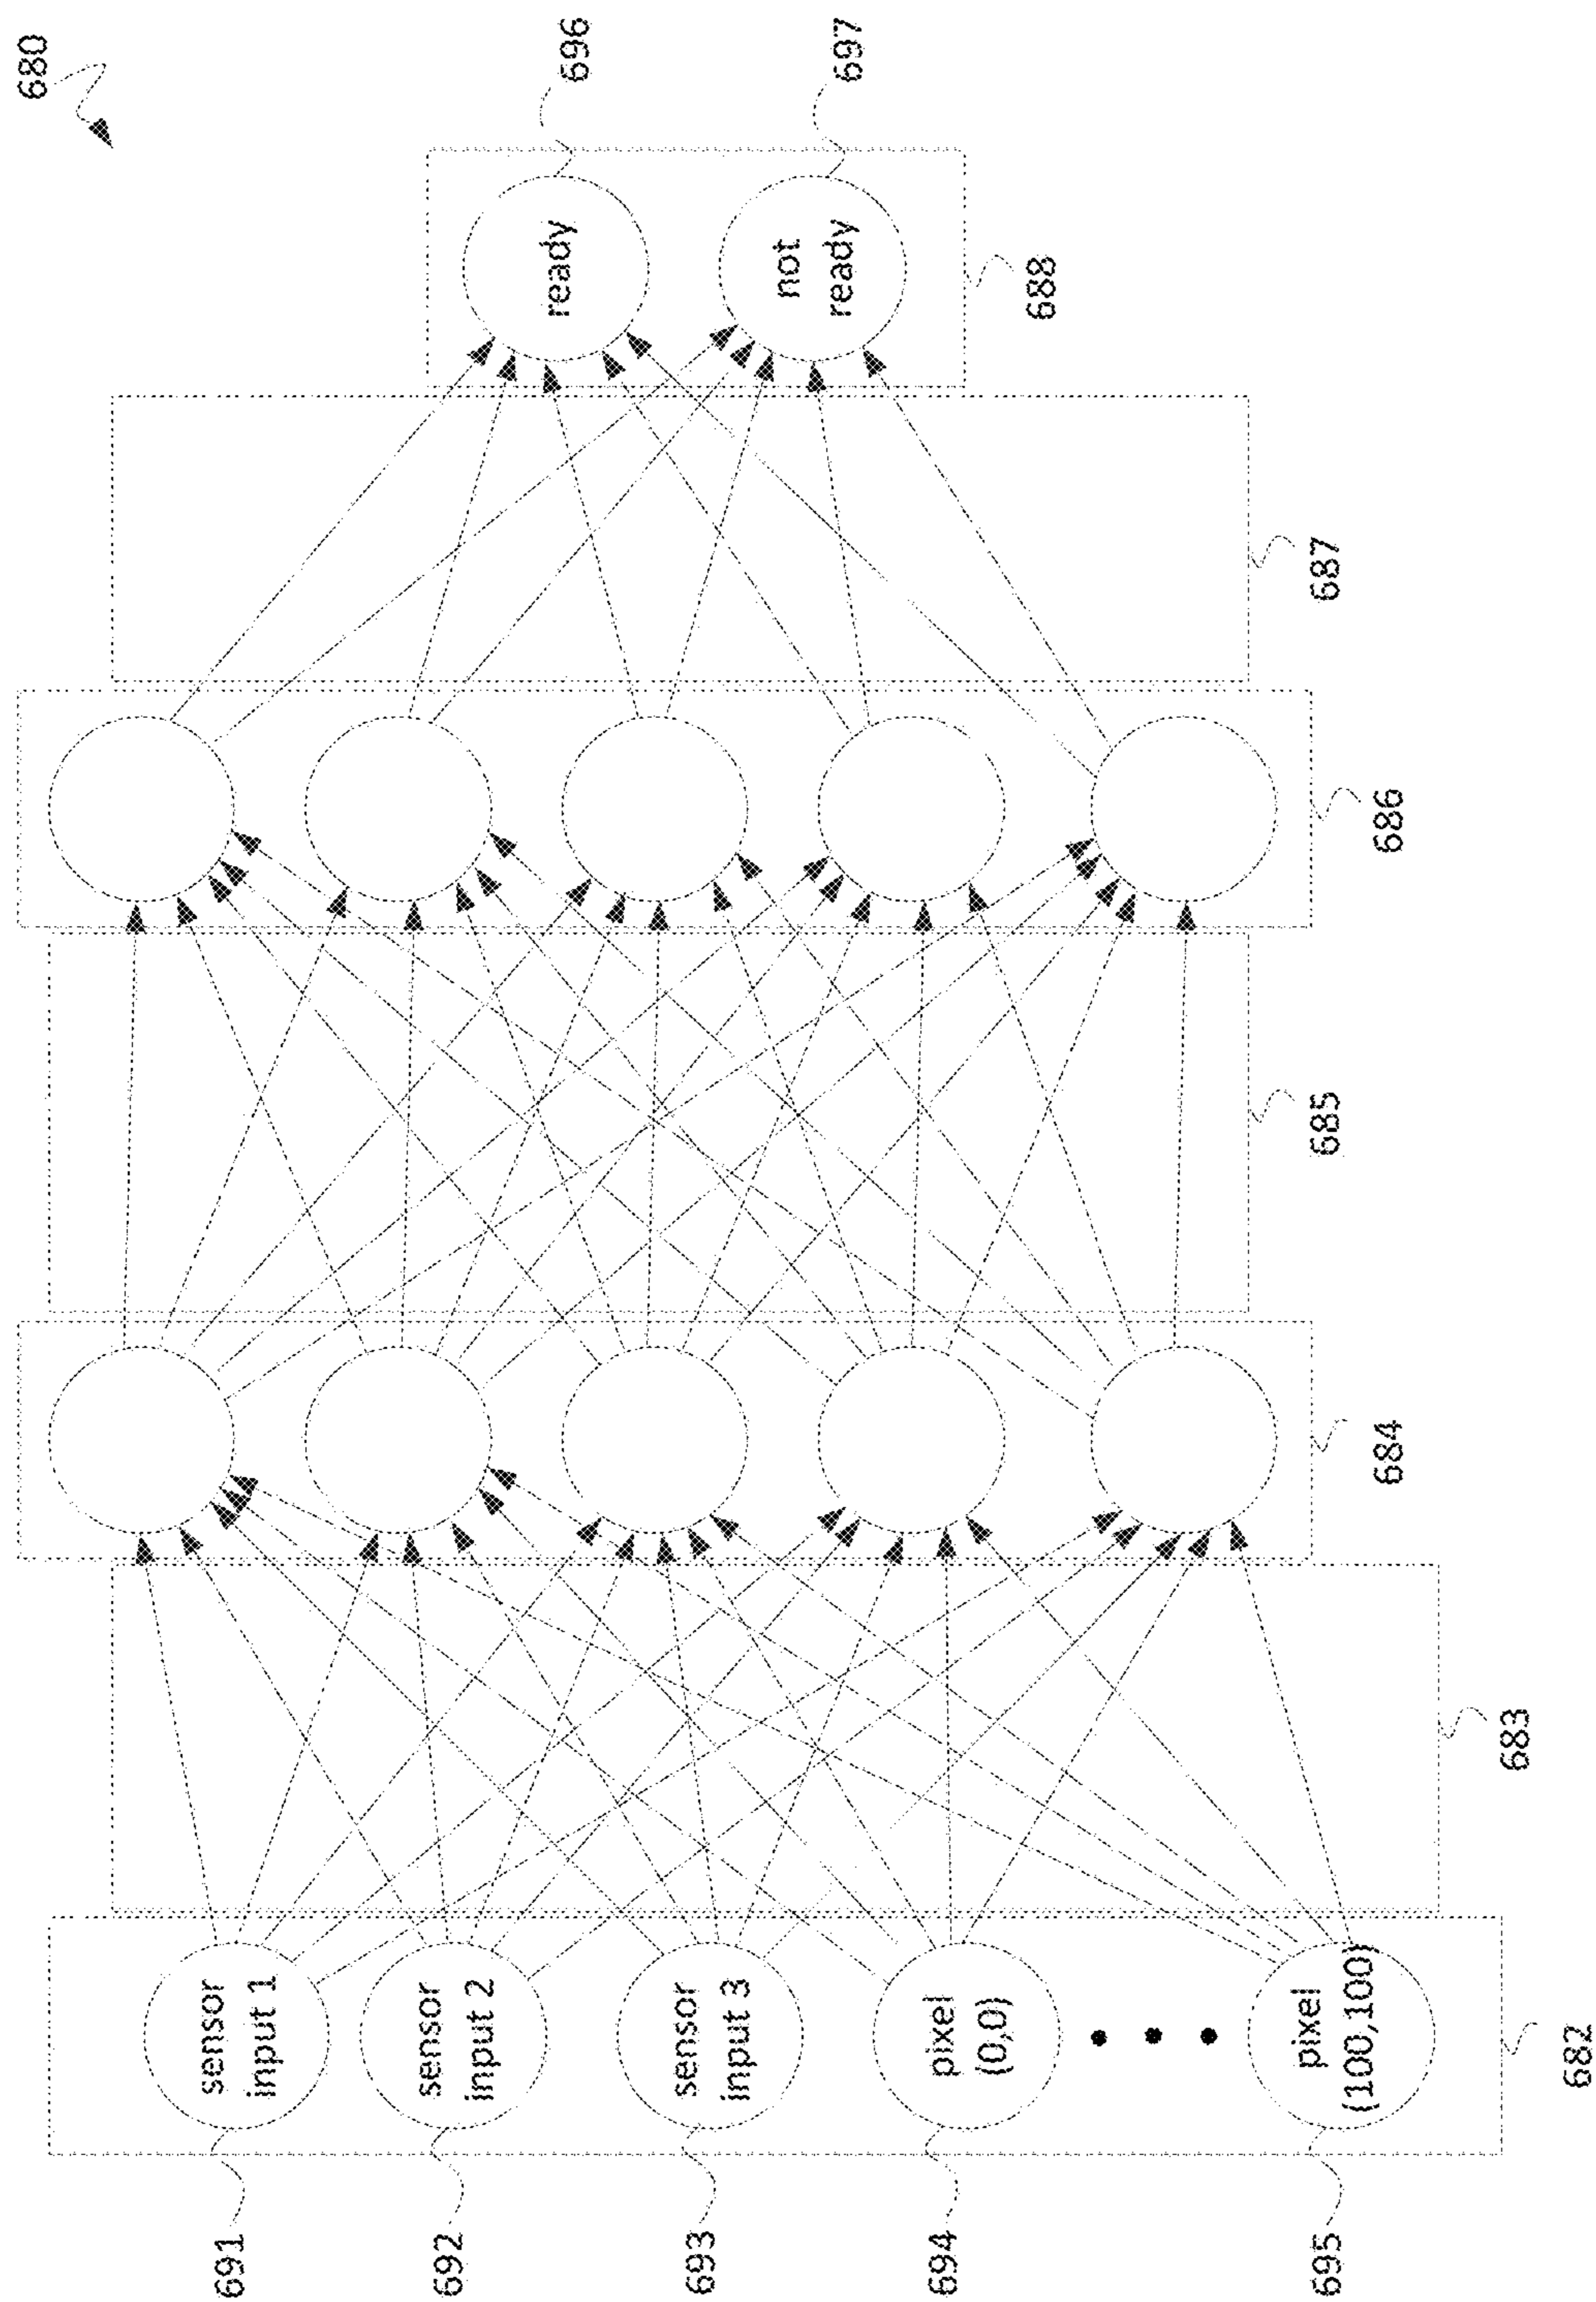 680
691
sensor
input 1
692
sensor
input 2
693
sensor
input 3
694
pixel
(0,0)
695
pixel
(100,100)
682
683
684
685
686
687
ready
696
not
ready
697
688